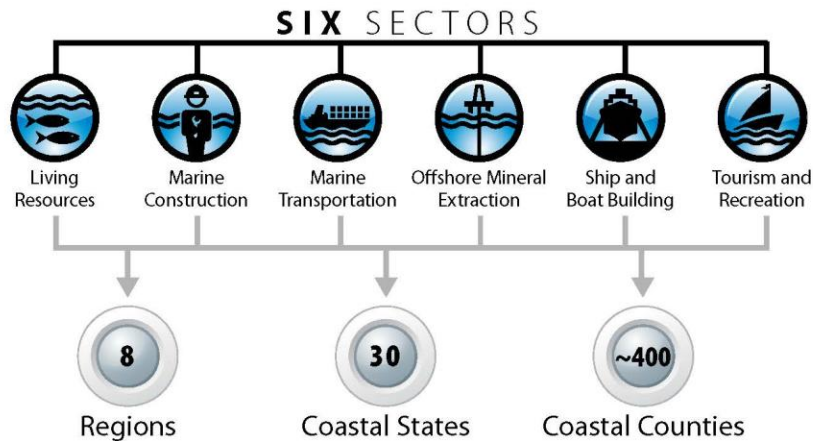 SIX SECTORS
Living
Resources
Marine
Construction
Marine
Transportation
Offshore Mineral
Extraction
Ship and
Boat Building
Tourism and
Recreation
8
Regions
30
Coastal States
~400
Coastal Counties